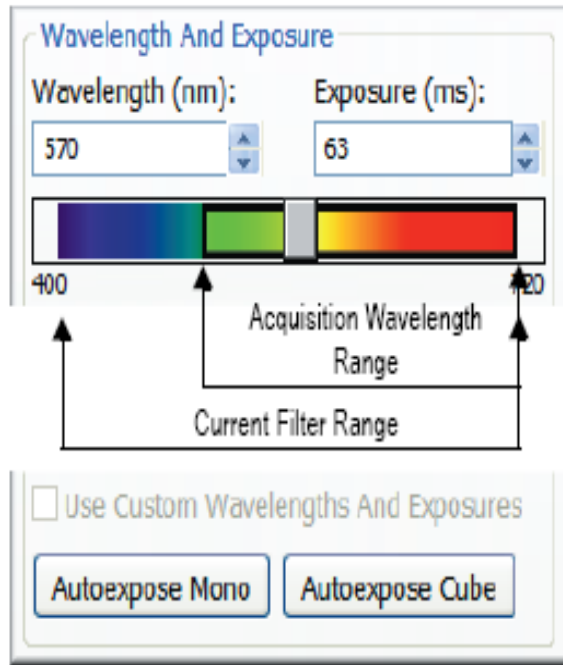 Wavelength And Exposure
Wavelength (nm): Exposure (ms):
570 63
400 720
Acquisition Wavelength
Range
Current Filter Range
Use Custom Wavelengths And Exposures
Autoexpose Mono Autoexpose Cube